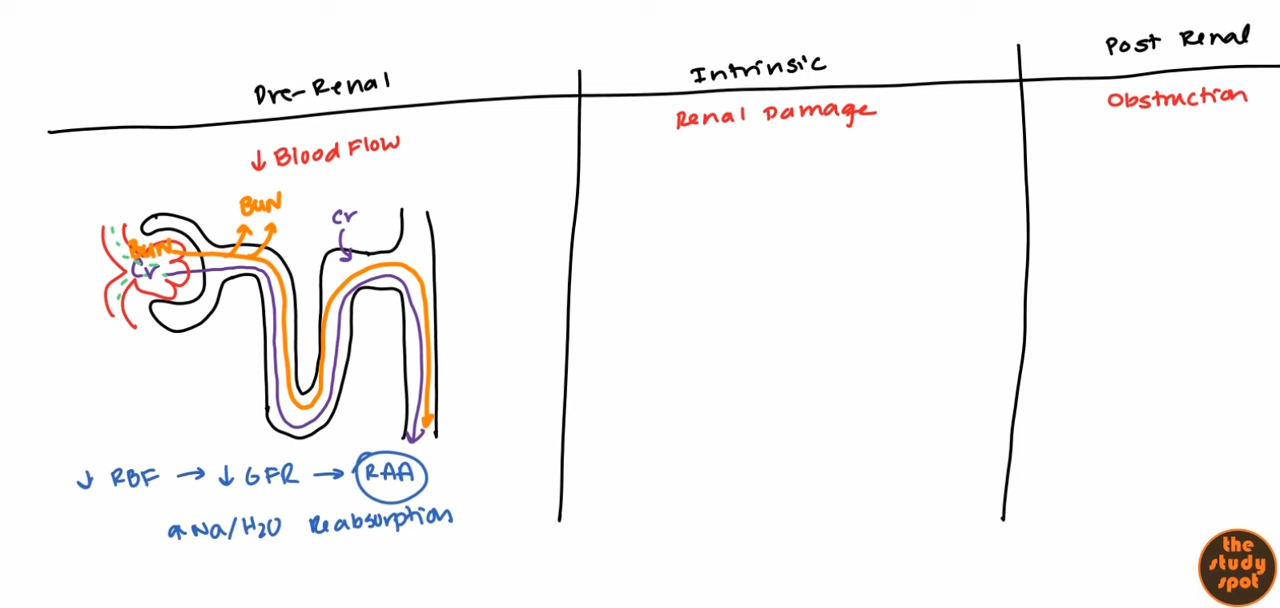 Pre-Renal
Intrinsic
Post Renal
↓ Blood Flow
Renal Damage
Obstruction
BUN
Cr
BUN
Cr
↓ RBF → ↓ GFR → RAA
↑ Na/H2O Reabsorption
the
study
spot